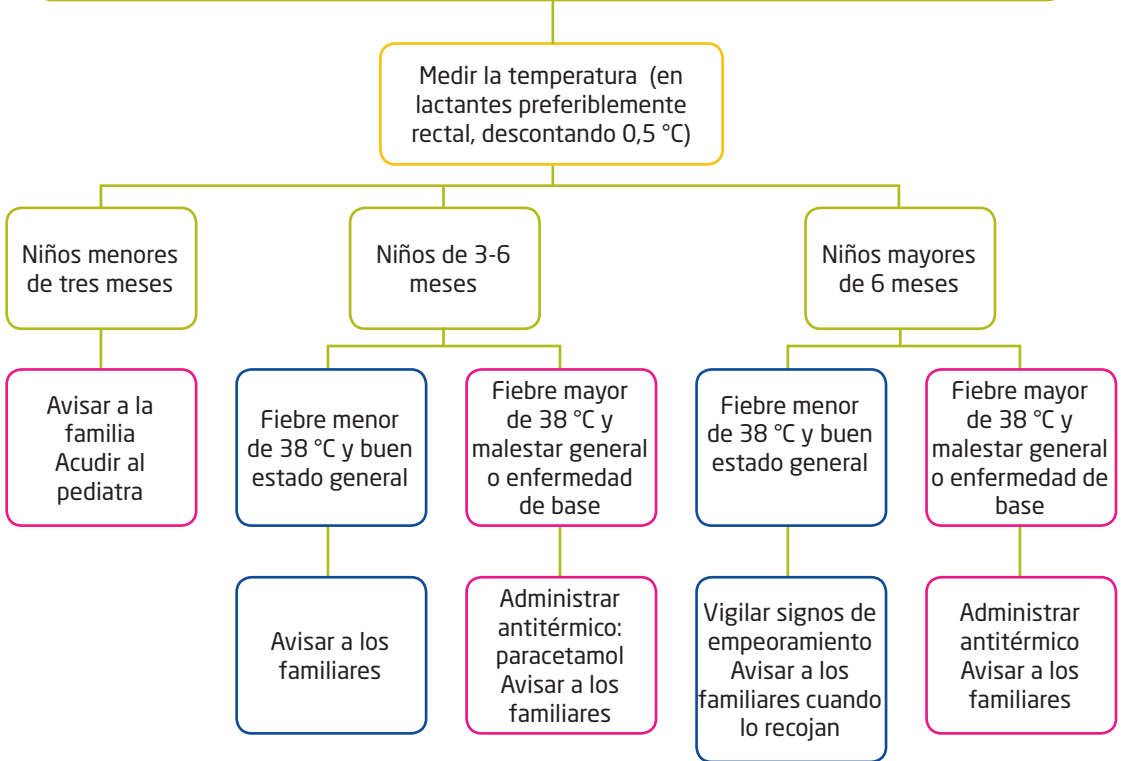 Medir la temperatura (en
lactantes preferiblemente
rectal, descontando 0,5 °C)
Niños menores
de tres meses
Niños de 3-6
meses
Niños mayores
de 6 meses
Avisar a la
familia
Acudir al
pediatra
Fiebre menor
de 38 °C y buen
estado general
Fiebre mayor
de 38 °C y
malestar general
o enfermedad
de base
Fiebre menor
de 38 °C y buen
estado general
Fiebre mayor
de 38 °C y
malestar general
o enfermedad de
base
Avisar a los
familiares
Administrar
antitérmico:
paracetamol
Avisar a los
familiares
Vigilar signos de
empeoramiento
Avisar a los
familiares cuando
lo recojan
Administrar
antitérmico
Avisar a los
familiares